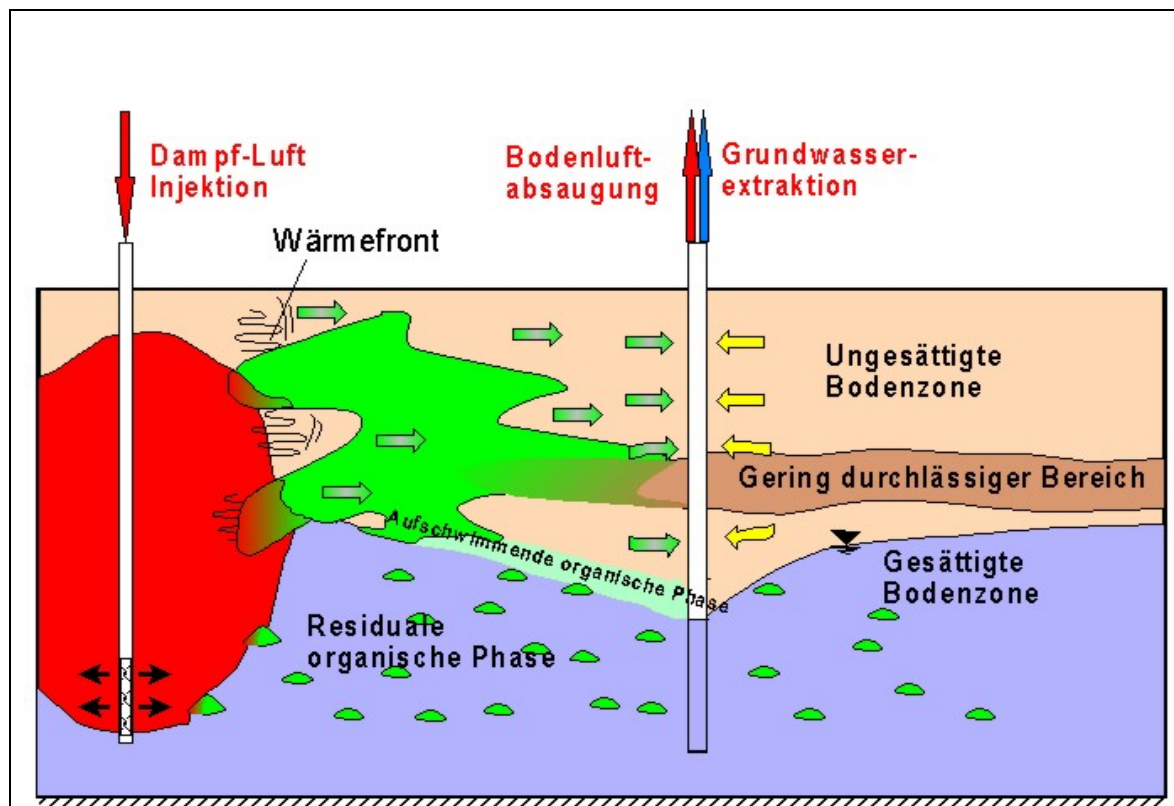 Dampf-Luft
Injektion
Bodenluft-
absaugung
Grundwasser-
extraktion
Wärmefront
Ungesättigte
Bodenzone
Gering durchlässiger Bereich
Aufschwimmende organische Phase
Gesättigte
Bodenzone
Residuale
organische Phase